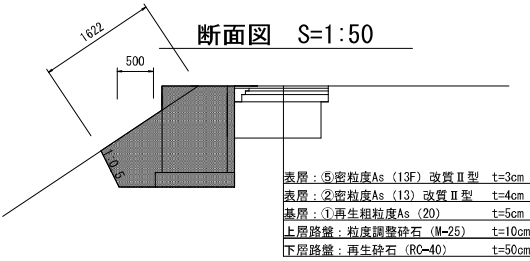 断面図 S=1:50
1622
500
1:0.5
表層：⑤密粒度As（13F）改質Ⅱ型 t=3cm
表層：②密粒度As（13）改質Ⅱ型 t=4cm
基層：①再生粗粒度As（20） t=5cm
上層路盤：粒度調整砕石（M-25） t=10cm
下層路盤：再生砕石（RC-40） t=50cm